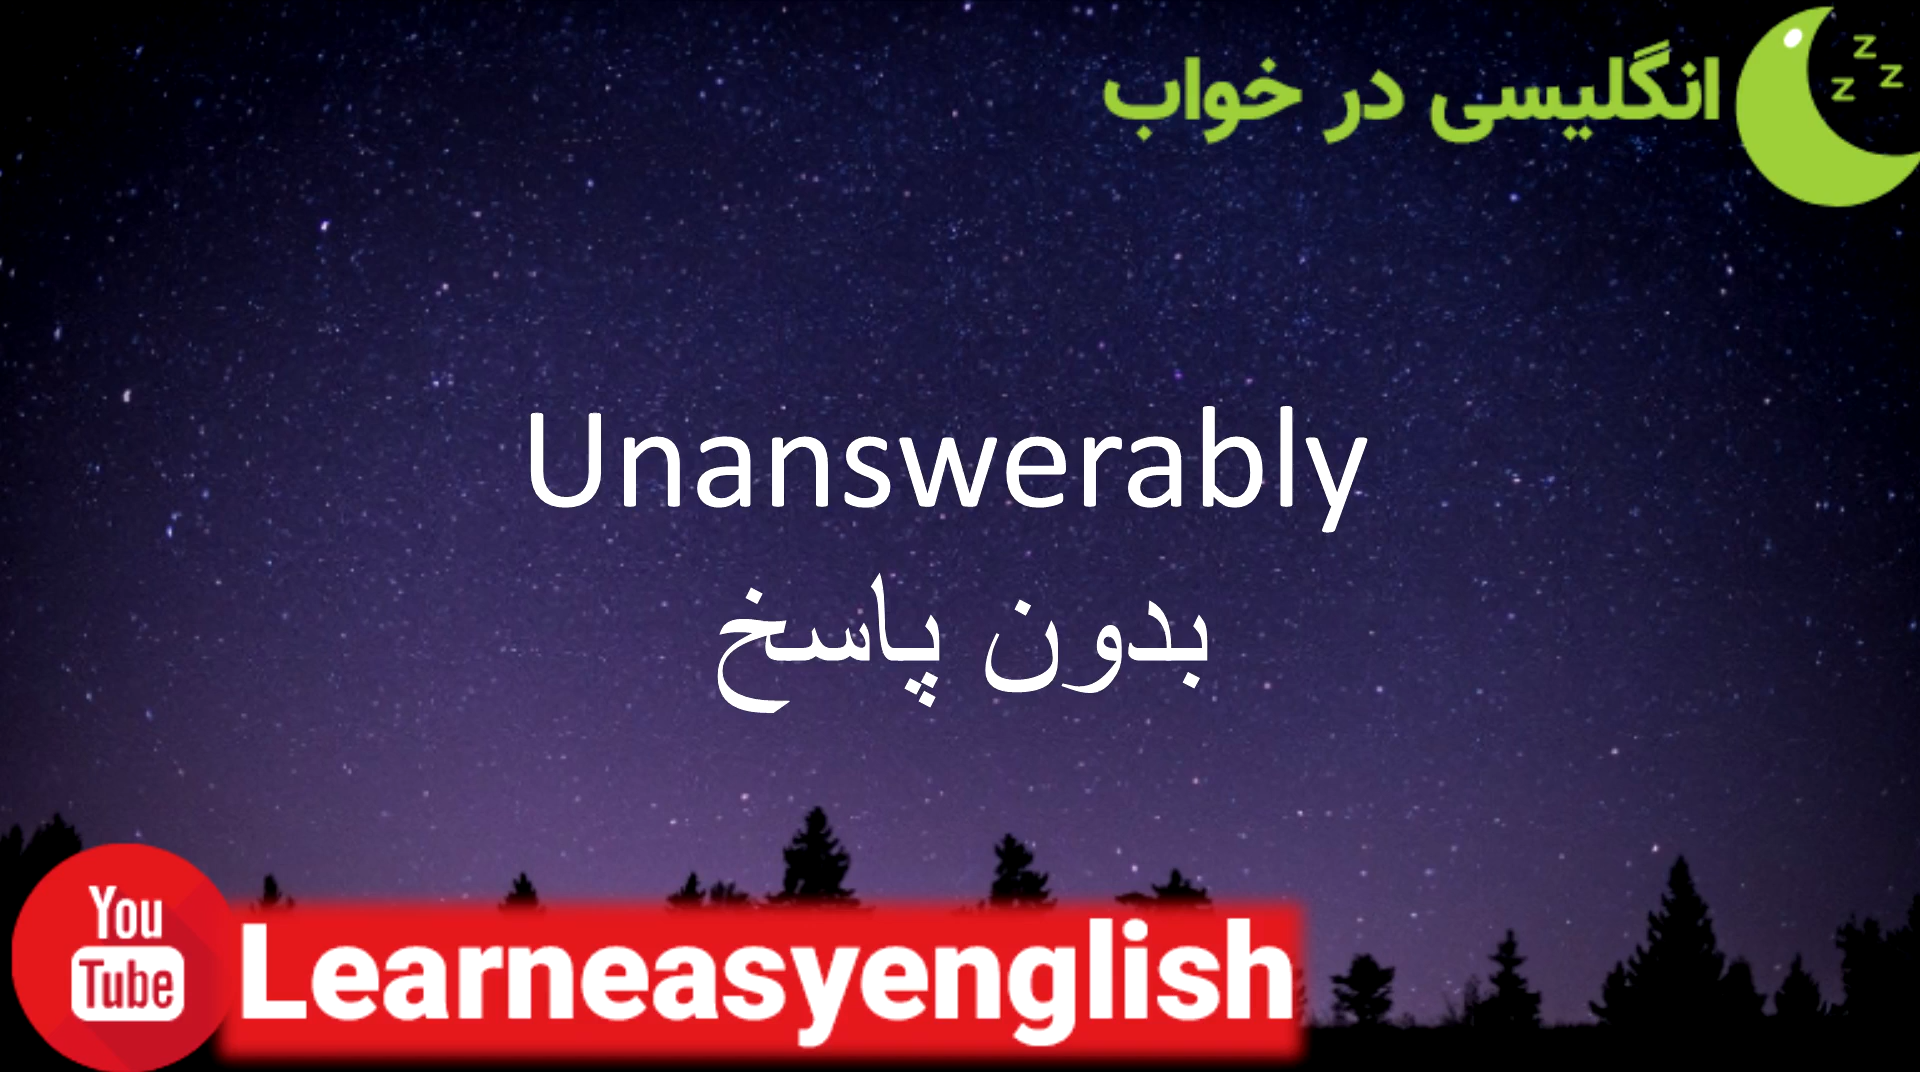 انگلیسی در خواب
z z z
Unanswerably
بدون پاسخ
You
Tube
Learneasyenglish